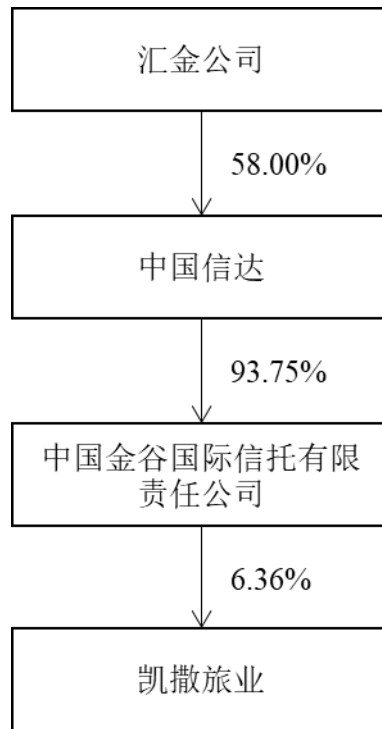 汇金公司
58.00%
中国信达
93.75%
中国金谷国际信托有限
责任公司
6.36%
凯撒旅业